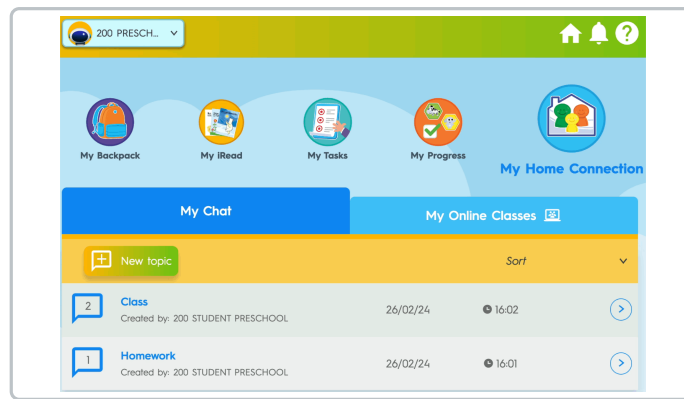 200 PRESCH...
?
My Backpack
My iRead
My Tasks
My Progress
My Home Connection
My Chat
My Online Classes
New topic
Sort
2
Class
Created by: 200 STUDENT PRESCHOOL
26/02/24
16:02
1
Homework
Created by: 200 STUDENT PRESCHOOL
26/02/24
16:01